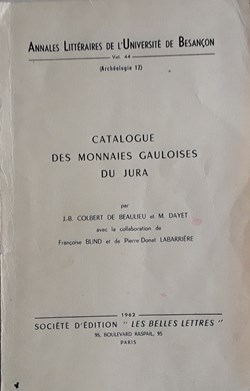 ANNALES LITTÉRAIRES DE L'UNIVERSITÉ DE BESANÇON
Vol. 44
(Archéologie 12)
CATALOGUE
DES MONNAIES GAULOISES
DU JURA
par
J.-B. COLBERT DE BEAULIEU et M. DAYET
avec la collaboration de
Françoise BLIND et de Pierre-Donat LABARRIÈRE
1962
SOCIÉTÉ D'ÉDITION "LES BELLES LETTRES"
95, BOULEVARD RASPAIL, 95
PARIS